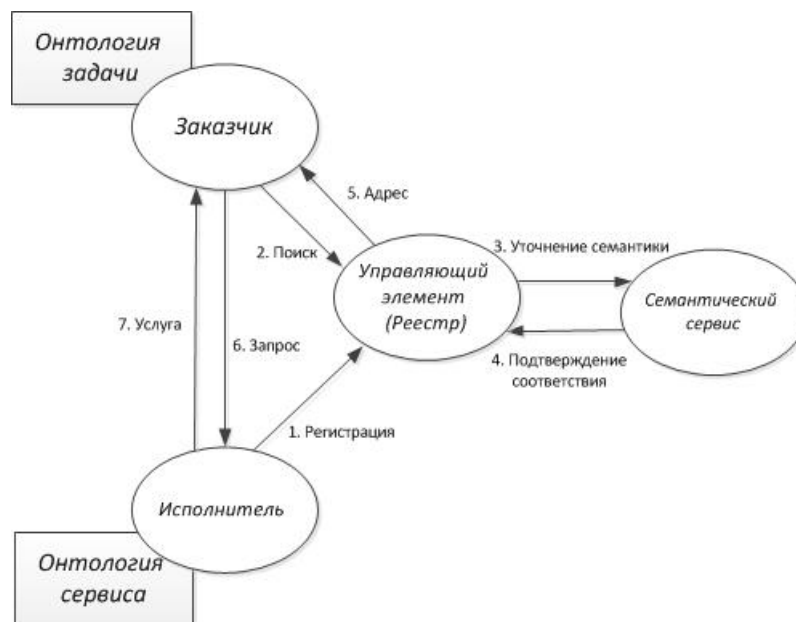 Онтология
задачи
Заказчик
5. Адрес
2. Поиск
3. Уточнение семантики
Управляющий
элемент
(Реестр)
Семантический
сервис
7. Услуга
6. Запрос
4. Подтверждение
соответствия
1. Регистрация
Исполнитель
Онтология
сервиса